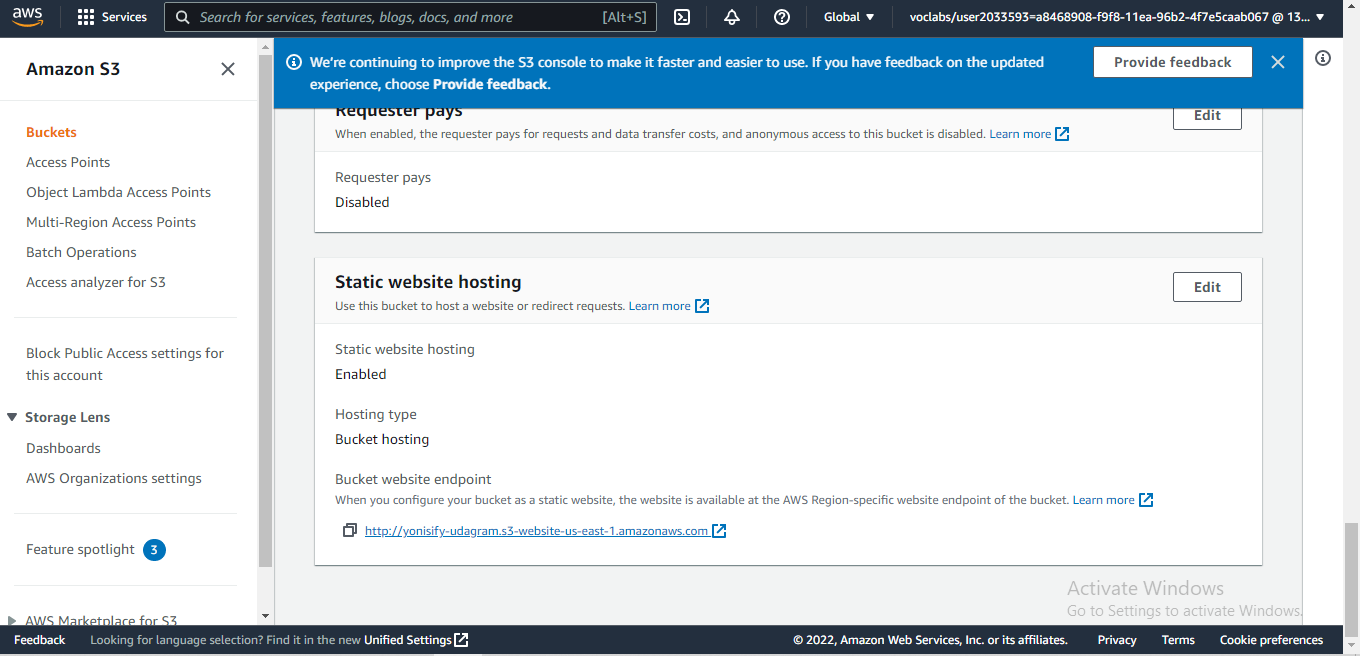 aws
Services
Search for services, features, blogs, docs, and more
[Alt+S]
Global
voclabs/user2033593=a8468908-f9f8-11ea-96b2-4f7e5caab067 @ 13...
Amazon S3
Buckets
Access Points
Object Lambda Access Points
Multi-Region Access Points
Batch Operations
Access analyzer for S3
Block Public Access settings for
this account
Storage Lens
Dashboards
AWS Organizations settings
Feature spotlight 3
AWS Marketplace for S3
We're continuing to improve the S3 console to make it faster and easier to use. If you have feedback on the updated
experience, choose Provide feedback.
Provide feedback
Requester pays
When enabled, the requester pays for requests and data transfer costs, and anonymous access to this bucket is disabled. Learn more
Edit
Requester pays
Disabled
Static website hosting
Use this bucket to host a website or redirect requests. Learn more
Edit
Static website hosting
Enabled
Hosting type
Bucket hosting
Bucket website endpoint
When you configure your bucket as a static website, the website is available at the AWS Region-specific website endpoint of the bucket. Learn more
http://yonisify-udagram.s3-website-us-east-1.amazonaws.com
Activate Windows
Go to Settings to activate Windows.
Feedback
Looking for language selection? Find it in the new Unified Settings
© 2022, Amazon Web Services, Inc. or its affiliates.
Privacy
Terms
Cookie preferences